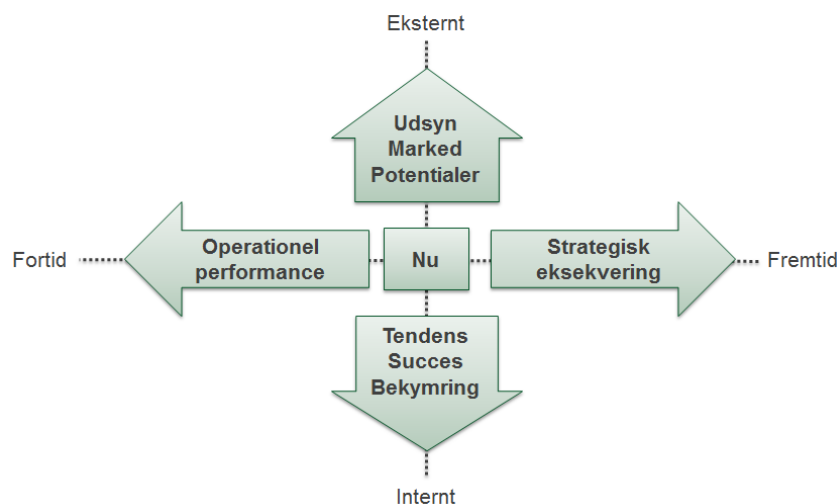 Eksternt
Udsyn
Marked
Potentialer
Fortid
Operationel
performance
Nu
Strategisk
eksekvering
Fremtid
Tendens
Succes
Bekymring
Internt